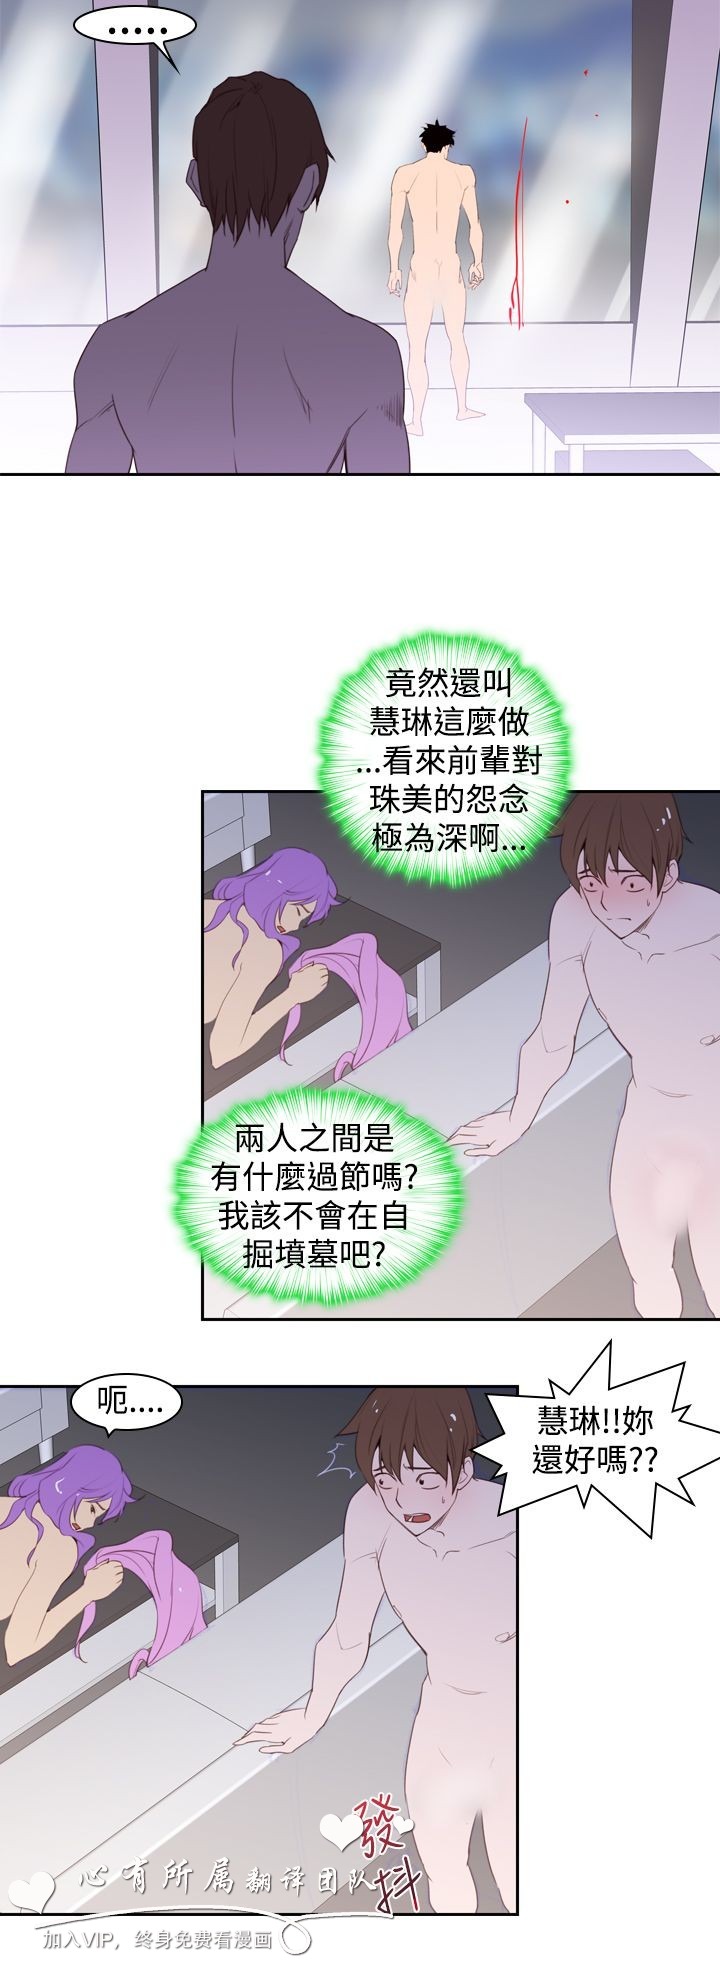 .....
竟然還叫
慧琳這麼做
...看來前輩對
珠美的怨念
極為深啊...
兩人之間是
有什麼過節嗎?
我該不會在自
掘墳墓吧?
呃....
慧琳!!妳
還好嗎??
發
抖
心有所属翻译团队
加入VIP，终身免费看漫画